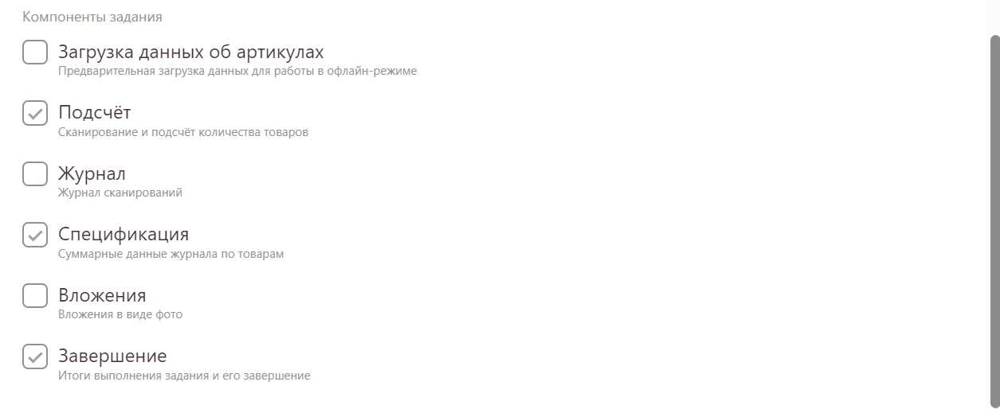 Компоненты задания
Загрузка данных об артикулах
Предварительная загрузка данных для работы в офлайн-режиме
Подсчёт
Сканирование и подсчёт количества товаров
Журнал
Журнал сканирований
Спецификация
Суммарные данные журнала по товарам
Вложения
Вложения в виде фото
Завершение
Итоги выполнения задания и его завершение